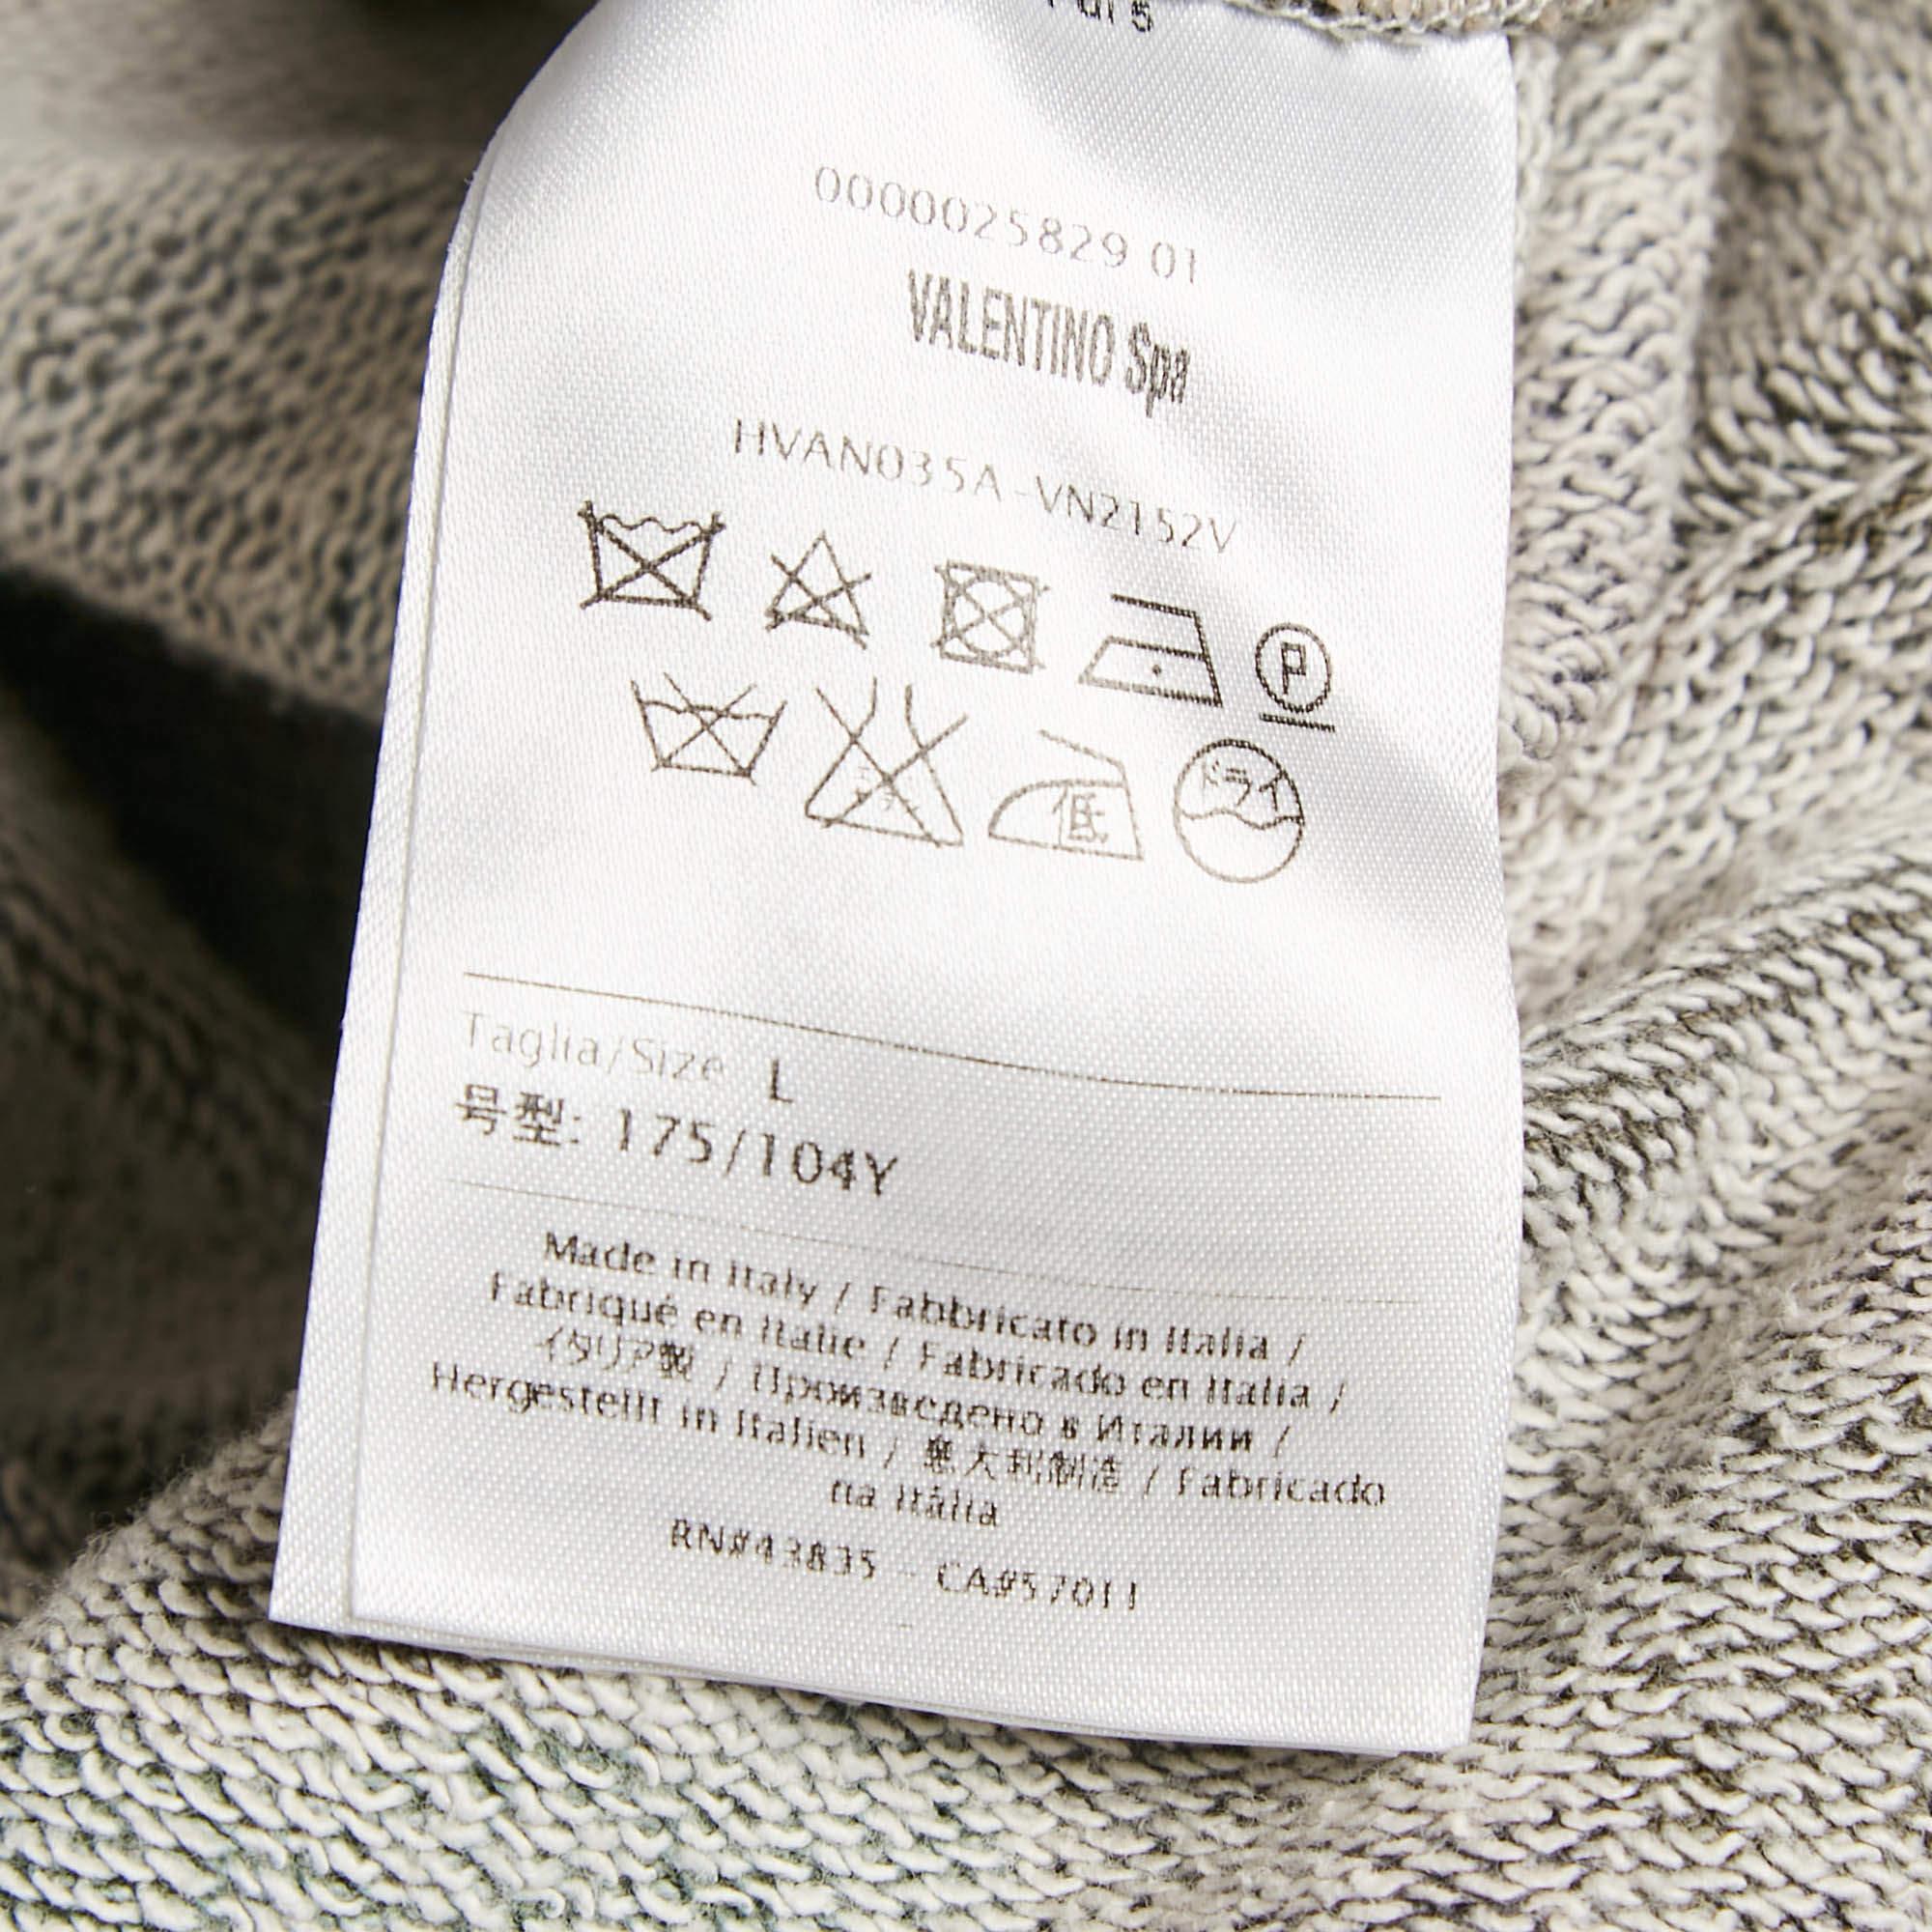 di 5
0000025829 01
VALENTINO Spa
HVAN035A-VN2152V
P
低 ドライ
Taglia/Size L
号型: 175/104Y
Made in Italy / Fabbricato in Italia /
Fabriqué en Italie / Fabricado en Italia /
イタリア製 / Произведено в Италии /
Hergestellt in Italien / 意大利制造 / Fabricado
na Itália
RN#43835 - CA#57011